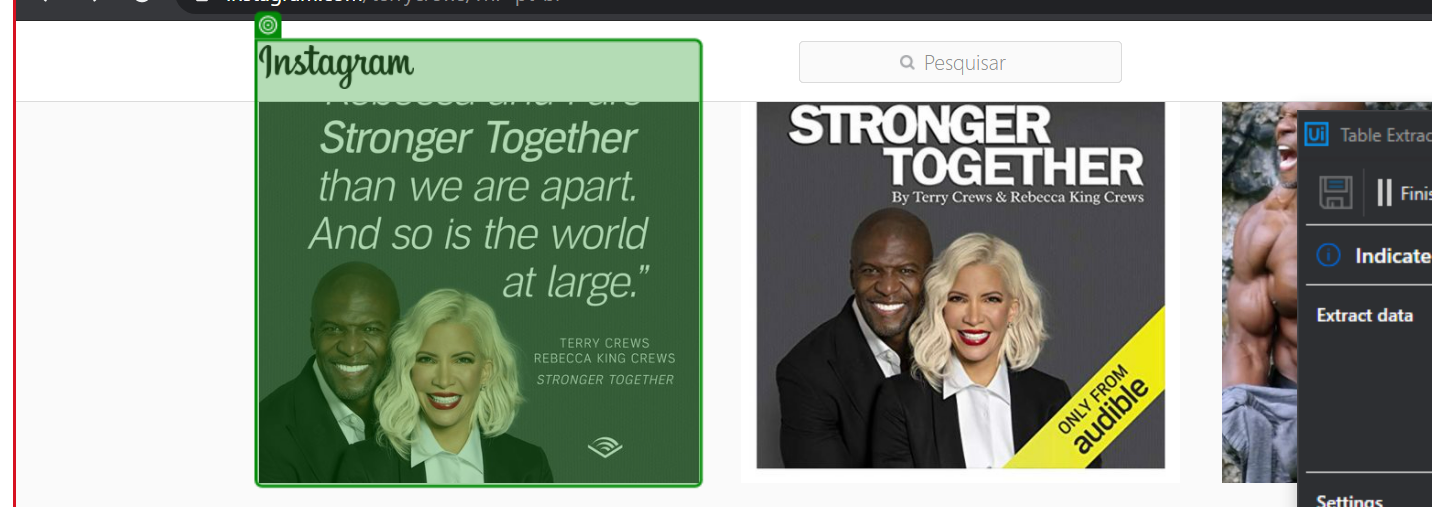 Instagram
Pesquisar
Stronger Together
than we are apart.
And so is the world
at large.”
TERRY CREWS
REBECCA KING CREWS
STRONGER TOGETHER
STRONGER
TOGETHER
By Terry Crews & Rebecca King Crews
ONLY FROM
audible
Ui Table Extrac
Finis
Indicate
Extract data
Settings